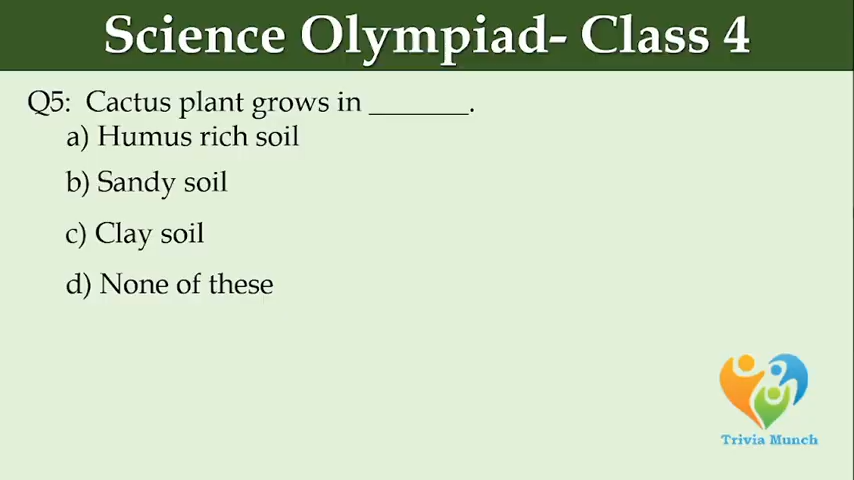 Science Olympiad- Class 4
Q5: Cactus plant grows in _______.
a) Humus rich soil
b) Sandy soil
c) Clay soil
d) None of these
Trivia Munch